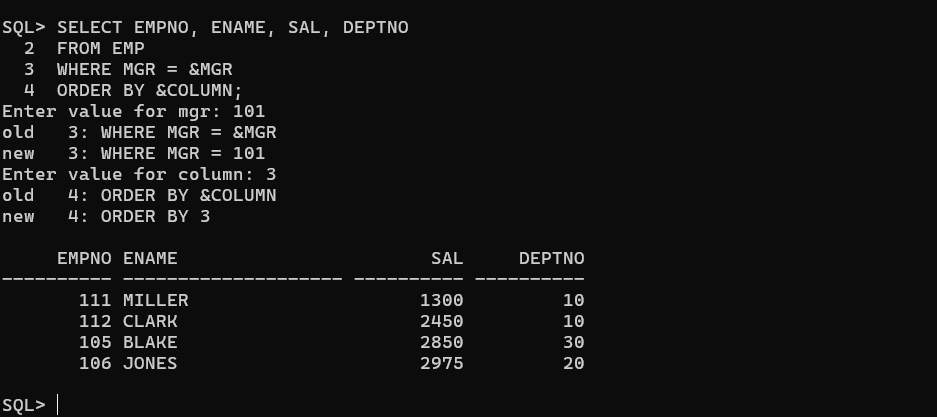 SQL> SELECT EMPNO, ENAME, SAL, DEPTNO
  2  FROM EMP
  3  WHERE MGR = &MGR
  4  ORDER BY &COLUMN;
Enter value for mgr: 101
old   3: WHERE MGR = &MGR
new   3: WHERE MGR = 101
Enter value for column: 3
old   4: ORDER BY &COLUMN
new   4: ORDER BY 3

     EMPNO ENAME                       SAL     DEPTNO
---------- -------------------- ---------- ----------
       111 MILLER                     1300         10
       112 CLARK                      2450         10
       105 BLAKE                      2850         30
       106 JONES                      2975         20

SQL>